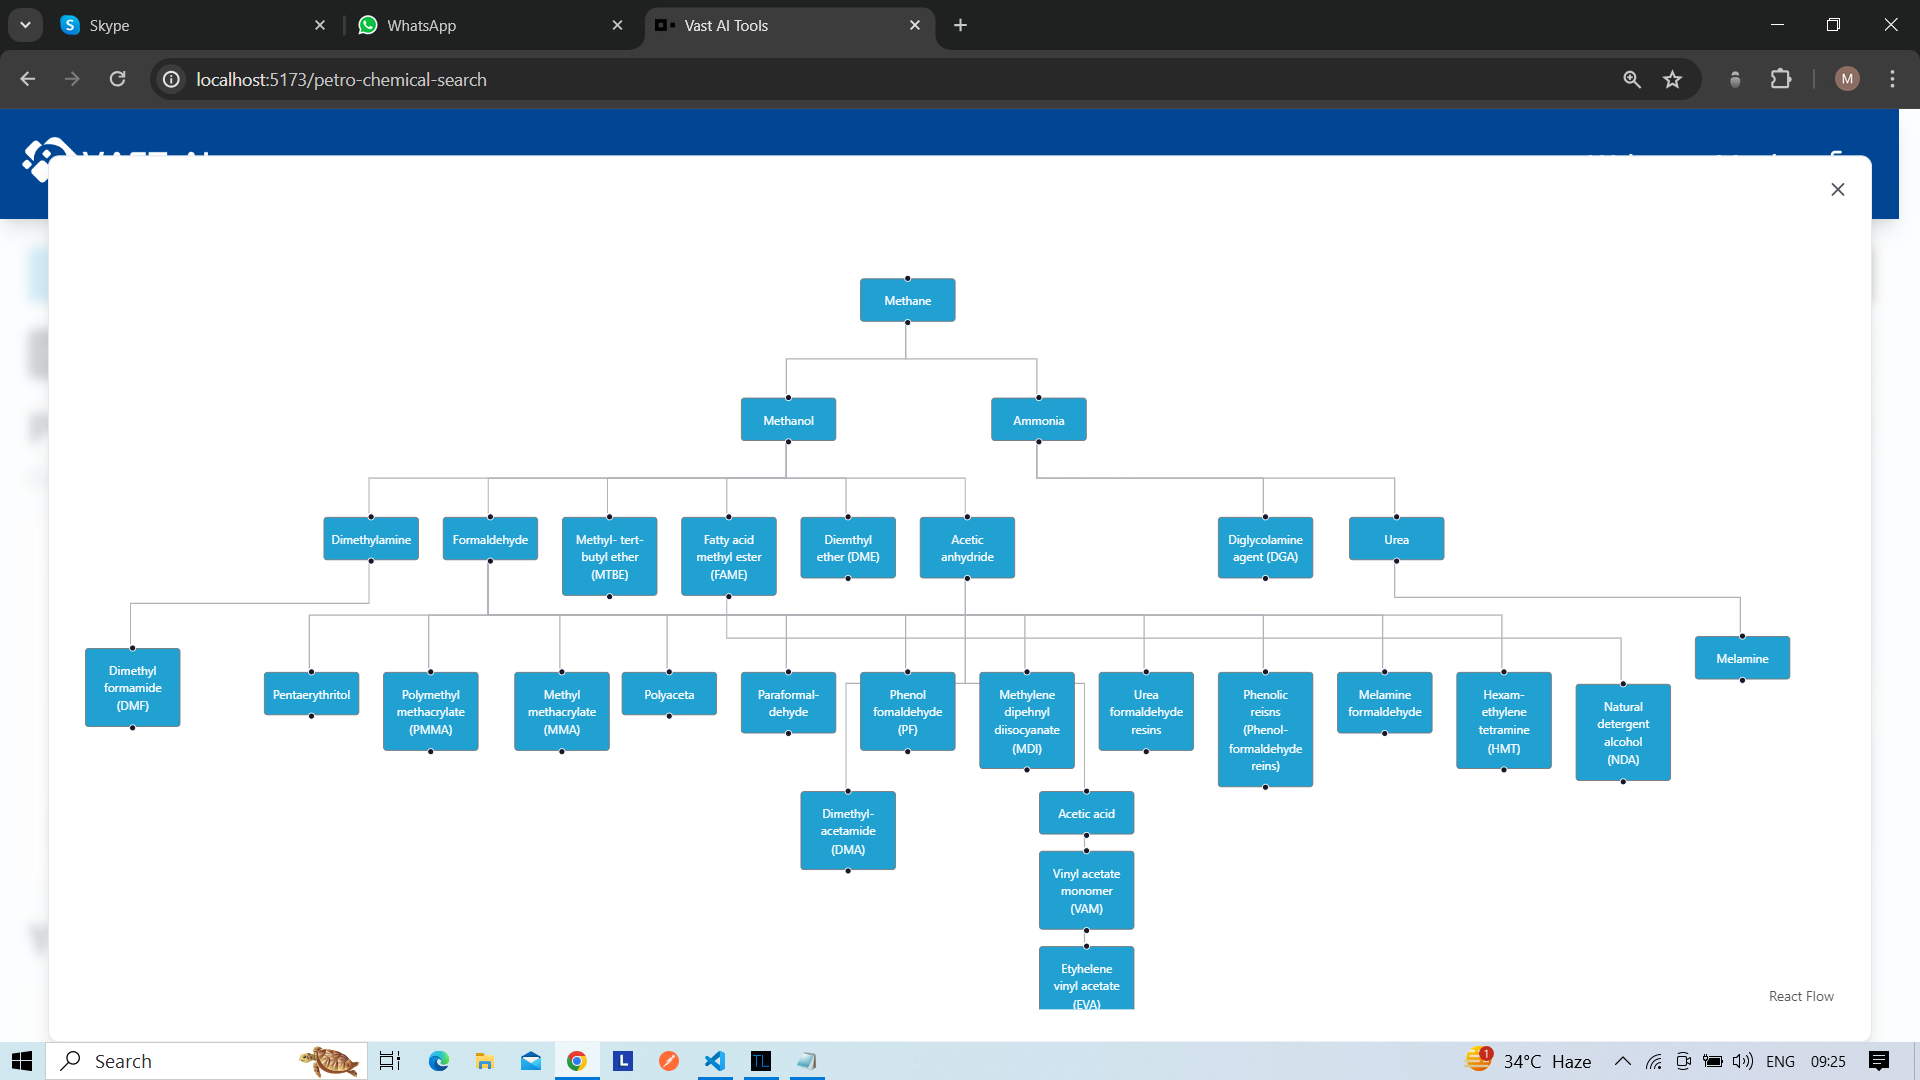 Skype
WhatsApp
Vast AI Tools
localhost:5173/petro-chemical-search
M
Methane
Methanol
Ammonia
Dimethylamine
Formaldehyde
Methyl- tert-
butyl ether
(MTBE)
Fatty acid
methyl ester
(FAME)
Diemthyl
ether (DME)
Acetic
anhydride
Diglycolamine
agent (DGA)
Urea
Dimethyl
formamide
(DMF)
Pentaerythritol
Polymethyl
methacrylate
(PMMA)
Methyl
methacrylate
(MMA)
Polyaceta
Paraformal-
dehyde
Phenol
fomaldehyde
(PF)
Methylene
dipehnyl
diisocyanate
(MDI)
Urea
formaldehyde
resins
Phenolic
reisns
(Phenol-
formaldehyde
reins)
Melamine
formaldehyde
Hexam-
ethylene
tetramine
(HMT)
Natural
detergent
alcohol
(NDA)
Melamine
Dimethyl-
acetamide
(DMA)
Acetic acid
Vinyl acetate
monomer
(VAM)
Etyhelene
vinyl acetate
(EVA)
React Flow
Search
L
TL
1
34°C Haze
ENG
09:25